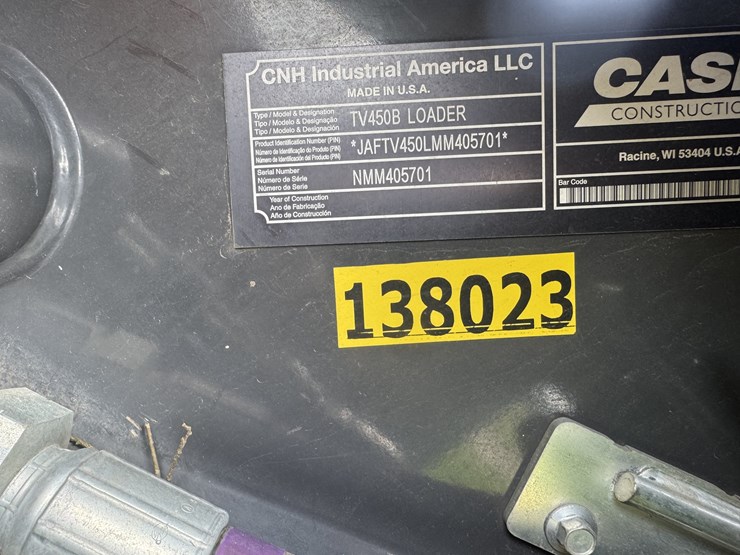 CNH Industrial America LLC
MADE IN U.S.A.
Type / Model & Designation
Tipo / Modelo & Designação
Tipo / Modelo & Designación
TV450B LOADER
Product Identification Number (PIN)
Número de Identificação do Produto (PIN)
Número de Identificación del Producto (PIN)
*JAFTV450LMM405701*
Serial Number
Número de Série
Número de Serie
NMM405701
Year of Construction
Ano de Fabricação
Año de Construcción
CAS
CONSTRUCTIO
Racine, WI 53404 U.S.A
Bar Code
138023